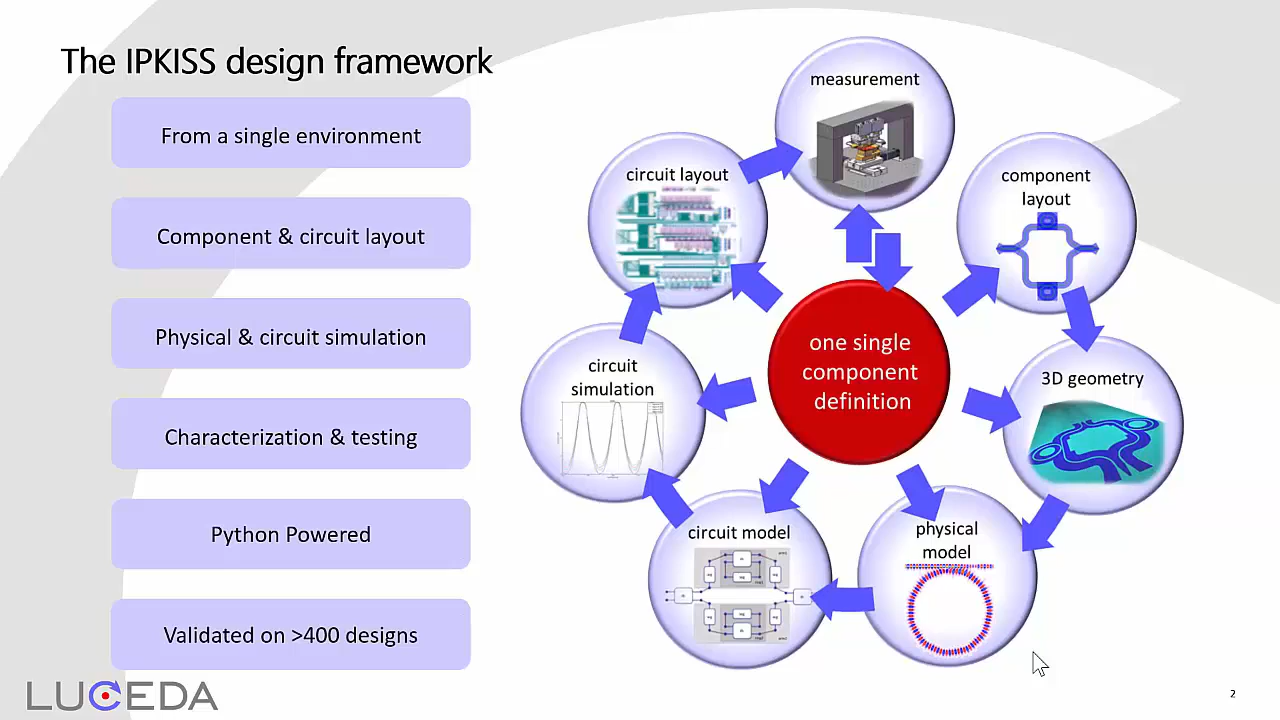 The IPKISS design framework
From a single environment
Component & circuit layout
Physical & circuit simulation
Characterization & testing
Python Powered
Validated on >400 designs
measurement
circuit layout
component
layout
one single
component
definition
circuit
simulation
3D geometry
circuit model
physical
model
LUCEDA
2